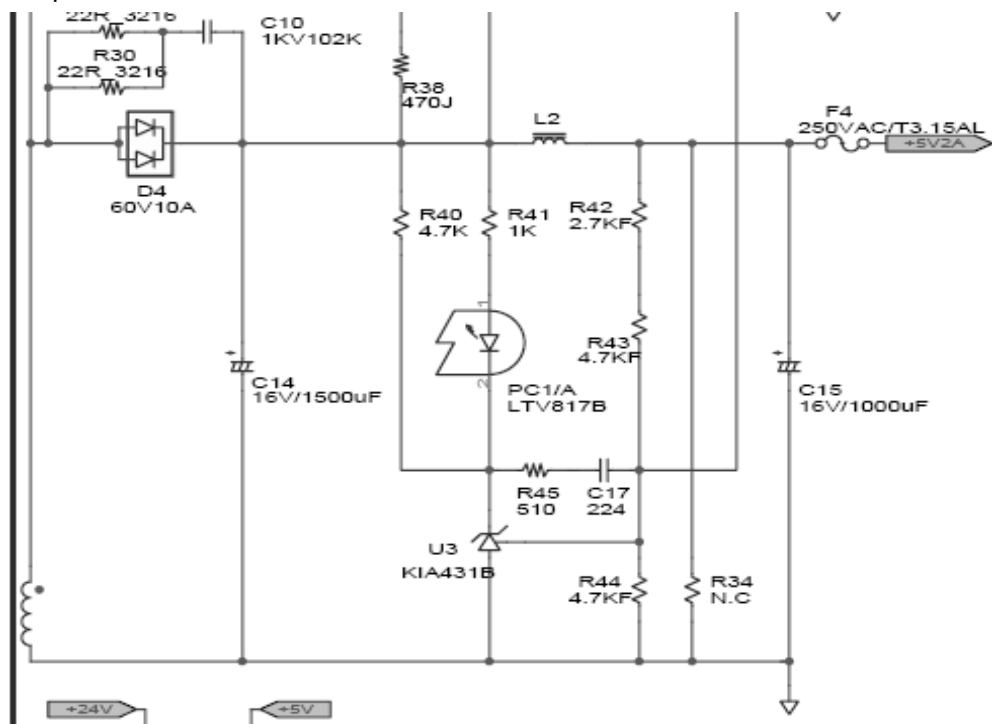 22R_3216
C10
1KV102K
R30
22R_3216
R38
470J
L2
F4
250VAC/T3.15AL
+5V2A
D4
60V10A
R40
4.7K
R41
1K
R42
2.7KF
1
R43
4.7KF
2
PC1/A
LTV817B
C14
16V/1500uF
C15
16V/1000uF
R45
510
C17
224
U3
KIA431B
R44
4.7KF
R34
N.C
+24V
+5V